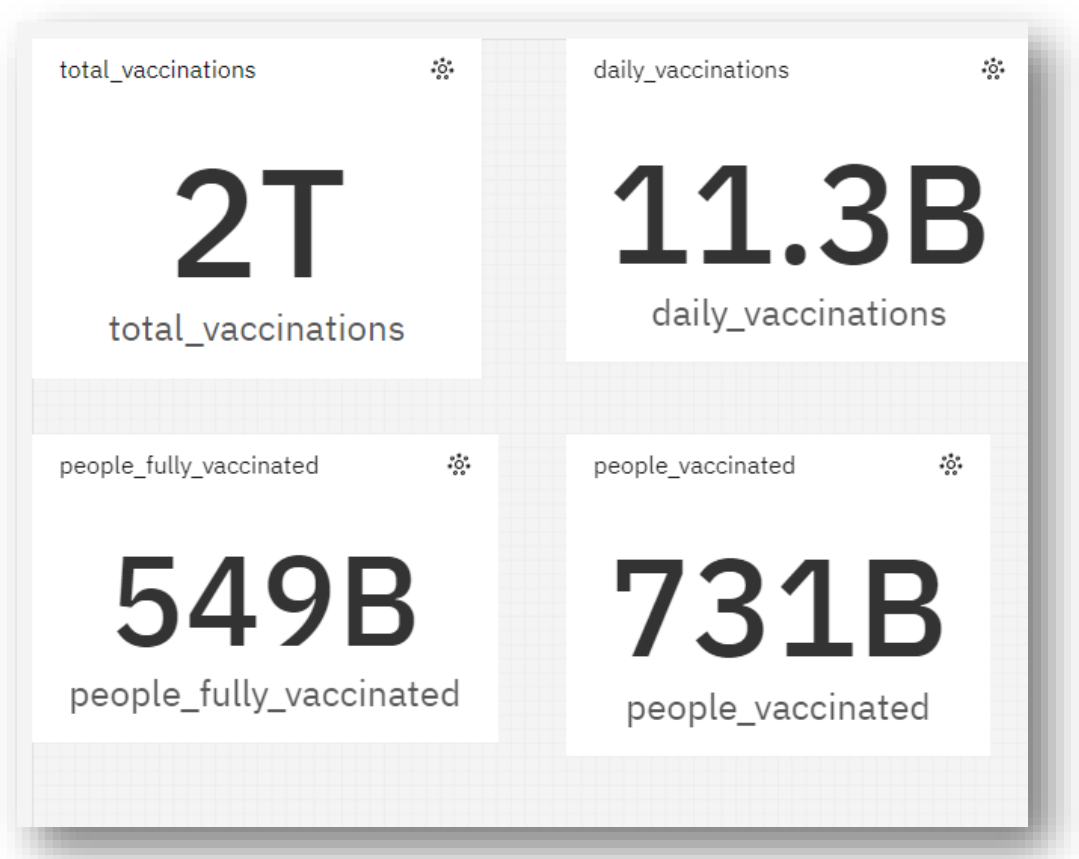 total_vaccinations
2T
total_vaccinations
daily_vaccinations
11.3B
daily_vaccinations
people_fully_vaccinated
549B
people_fully_vaccinated
people_vaccinated
731B
people_vaccinated